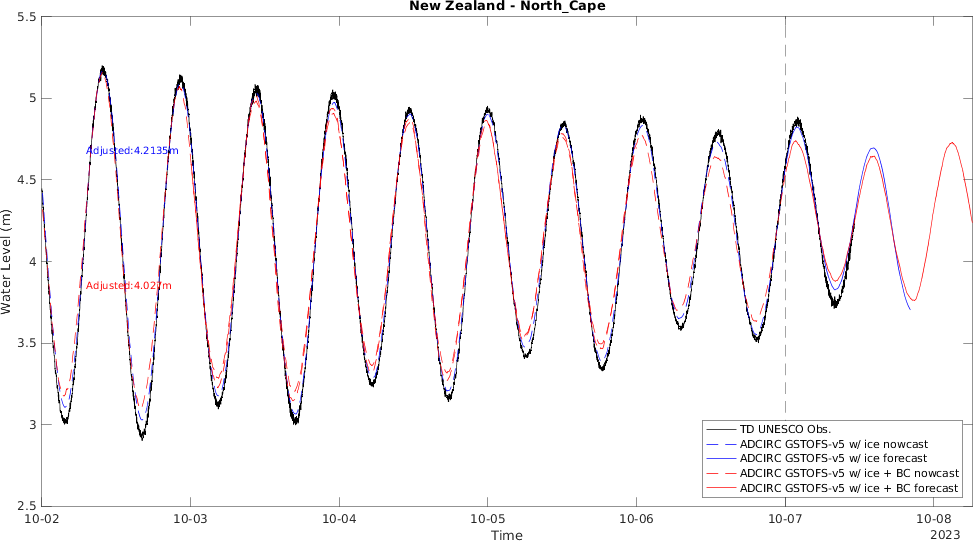 New Zealand - North_Cape
5.5
5
4.5
4
3.5
3
2.5
Water Level (m)
Adjusted:4.2135m
Adjusted:4.027m
TD UNESCO Obs.
ADCIRC GSTOFS-v5 w/ ice nowcast
ADCIRC GSTOFS-v5 w/ ice forecast
ADCIRC GSTOFS-v5 w/ ice + BC nowcast
ADCIRC GSTOFS-v5 w/ ice + BC forecast
10-02 10-03 10-04 10-05 10-06 10-07 10-08
Time
2023